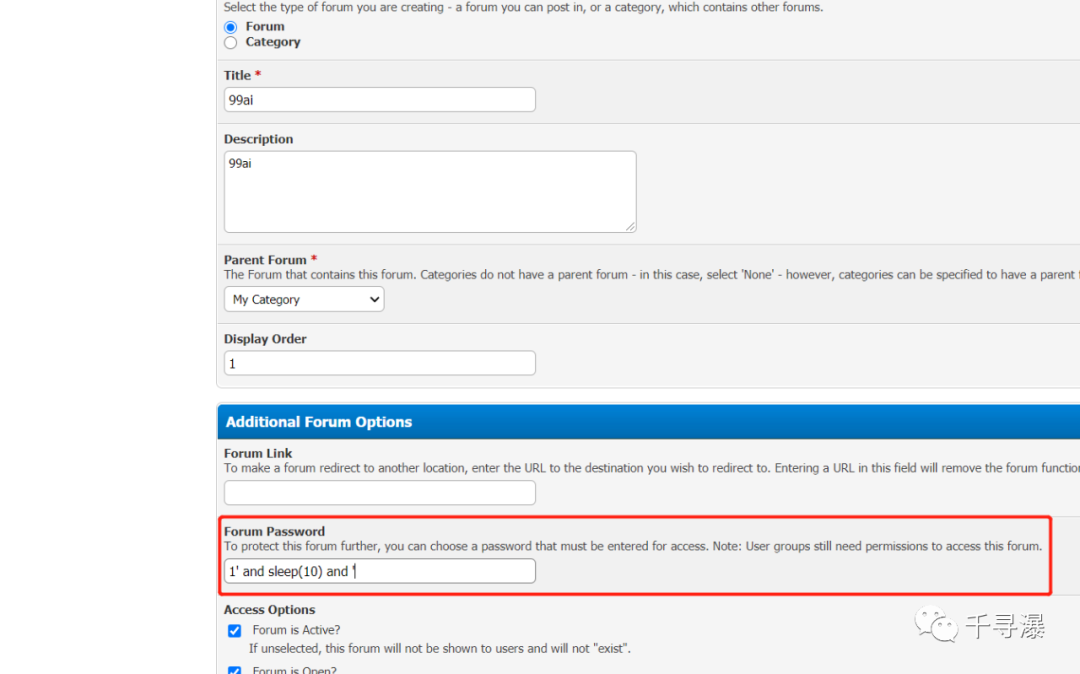 Select the type of forum you are creating - a forum you can post in, or a category, which contains other forums.
Forum
Category
Title *
99ai
Description
99ai
Parent Forum *
The Forum that contains this forum. Categories do not have a parent forum - in this case, select 'None' - however, categories can be specified to have a parent
My Category
Display Order
1
Additional Forum Options
Forum Link
To make a forum redirect to another location, enter the URL to the destination you wish to redirect to. Entering a URL in this field will remove the forum function
Forum Password
To protect this forum further, you can choose a password that must be entered for access. Note: User groups still need permissions to access this forum.
1' and sleep(10) and '
Access Options
Forum is Active?
If unselected, this forum will not be shown to users and will not "exist".
Forum is Open?
千寻瀑